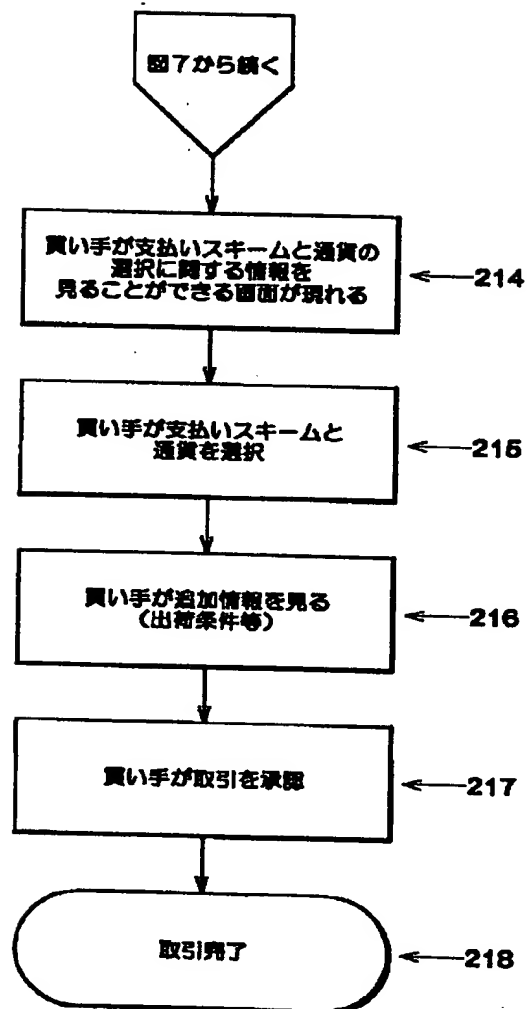 図7から続く
買い手が支払いスキームと通貨の
選択に関する情報を
見ることができる画面が現れる
214
買い手が支払いスキームと
通貨を選択
215
買い手が追加情報を見る
(出荷条件等)
216
買い手が取引を承認
217
取引完了
218